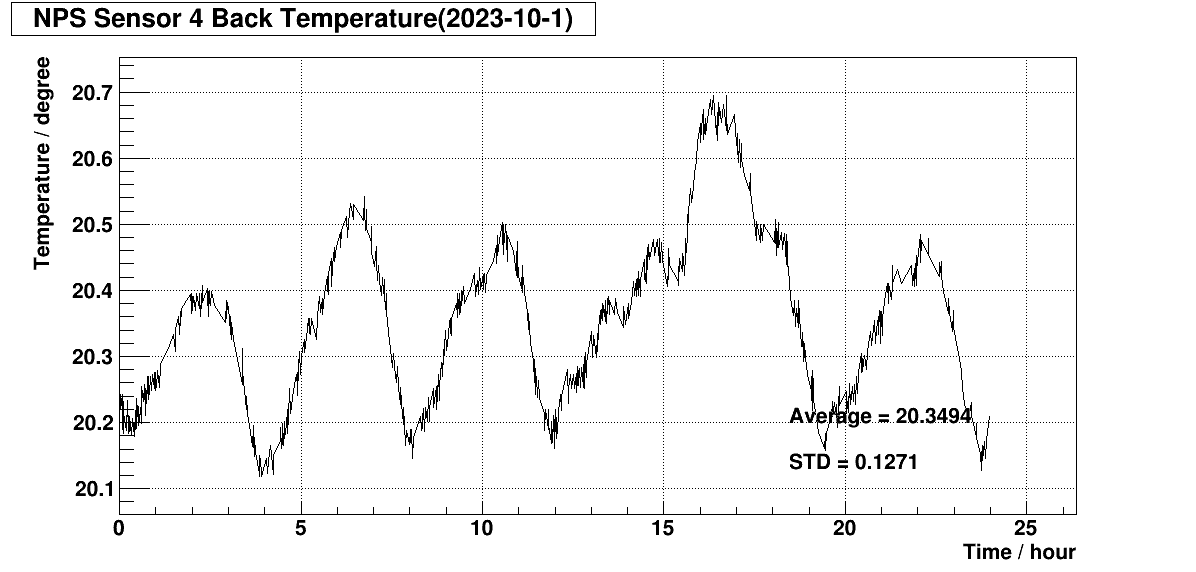 NPS Sensor 4 Back Temperature(2023-10-1)
Temperature / degree
20.7
20.6
20.5
20.4
20.3
20.2
20.1
Average = 20.3494
STD = 0.1271
0 5 10 15 20 25
Time / hour